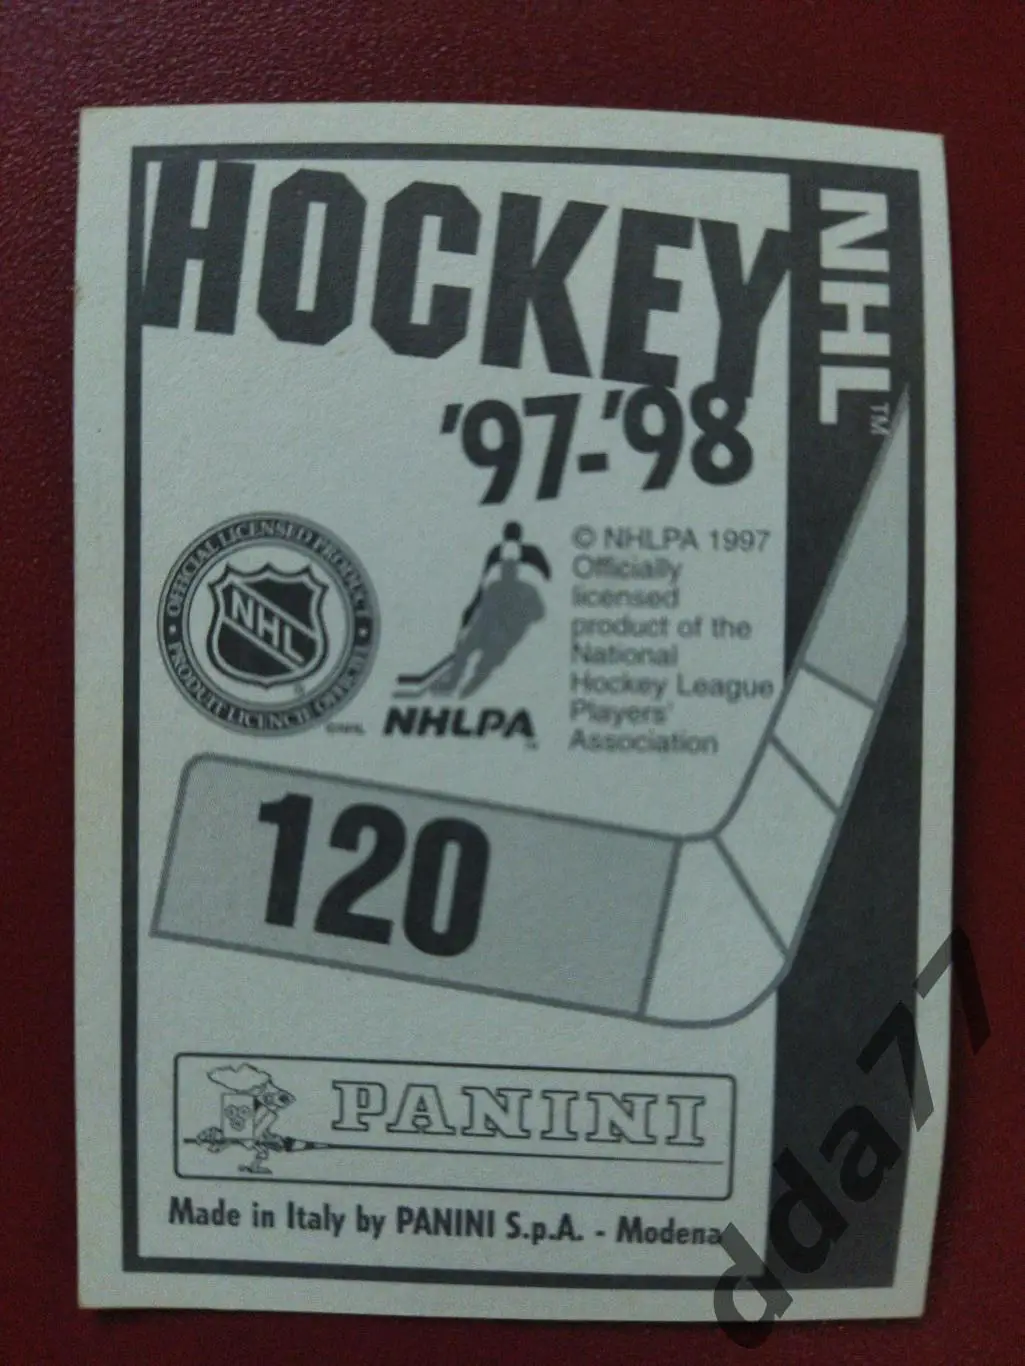 HOCKEY
'97-'98
NHL™
OFFICIAL LICENSED PRODUCT
NHL
®
PRODUIT LICENCIE OFFICIEL
©NHL
NHLPA
™
© NHLPA 1997
Officially
licensed
product of the
National
Hockey League
Players'
Association
120
PANINI
Made in Italy by PANINI S.p.A. - Modena
dda77